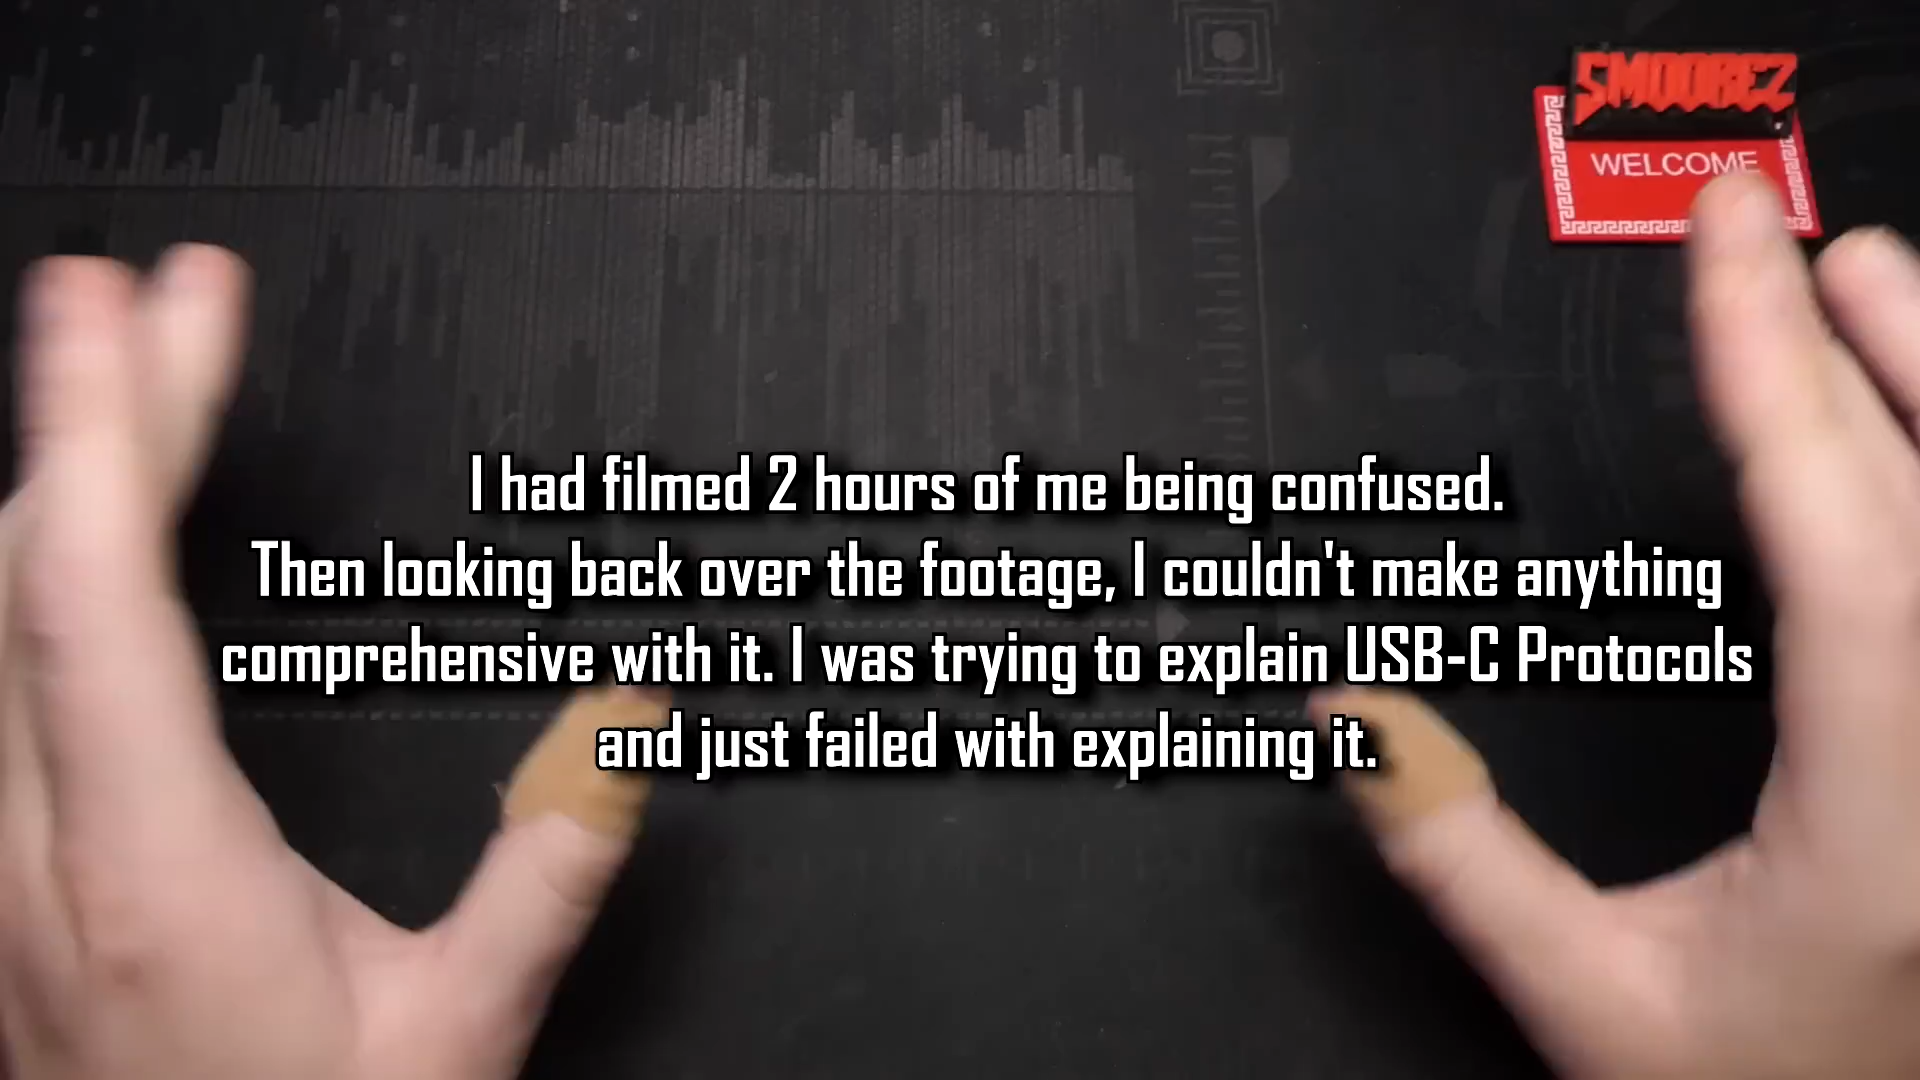 SMOOREZ
WELCOME
I had filmed 2 hours of me being confused.
Then looking back over the footage, I couldn't make anything
comprehensive with it. I was trying to explain USB-C Protocols
and just failed with explaining it.